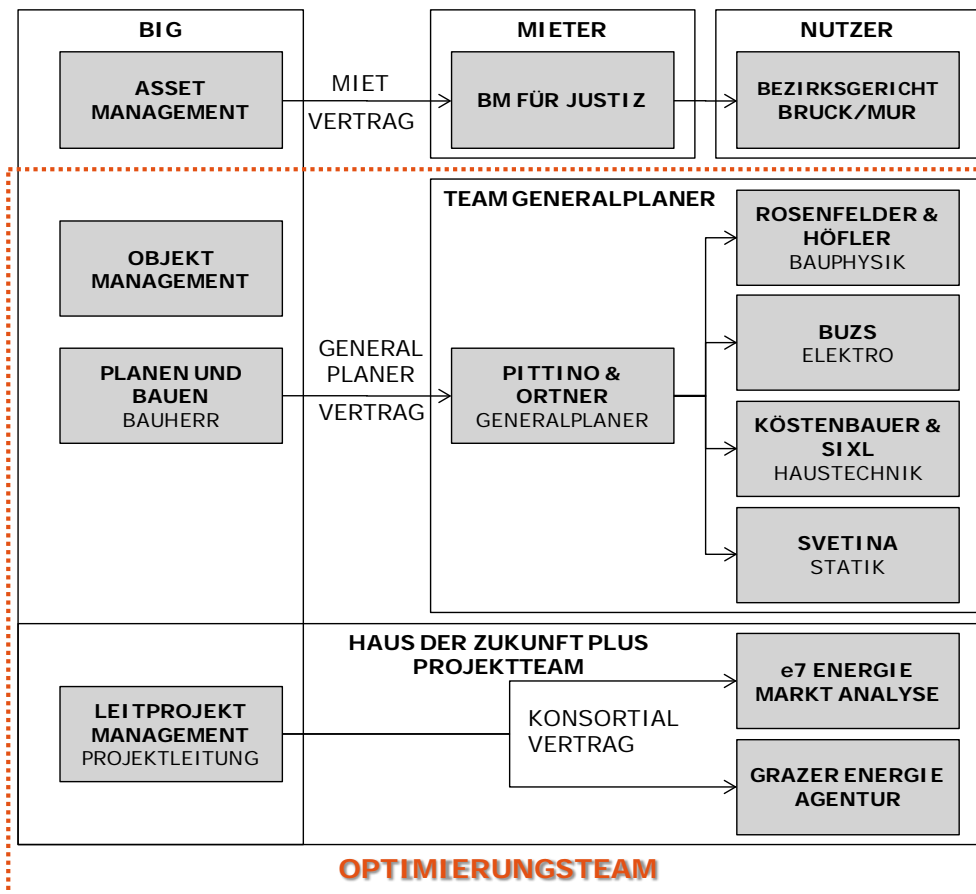 BIG
MIETER
NUTZER
ASSET
MANAGEMENT
MIET
VERTRAG
BM FÜR JUSTIZ
BEZIRKSGERICHT
BRUCK/MUR
TEAM GENERALPLANER
OBJEKT
MANAGEMENT
PLANEN UND
BAUEN
BAUHERR
GENERAL
PLANER
VERTRAG
PITTINO &
ORTNER
GENERALPLANER
ROSENFELDER &
HÖFLER
BAUPHYSIK
BUZS
ELEKTRO
KÖSTENBAUER &
SIXL
HAUSTECHNIK
SVETINA
STATIK
HAUS DER ZUKUNFT PLUS
PROJEKTTEAM
LEITPROJEKT
MANAGEMENT
PROJEKTLEITUNG
KONSORTIAL
VERTRAG
e7 ENERGIE
MARKT ANALYSE
GRAZER ENERGIE
AGENTUR
OPTIMIERUNGSTEAM